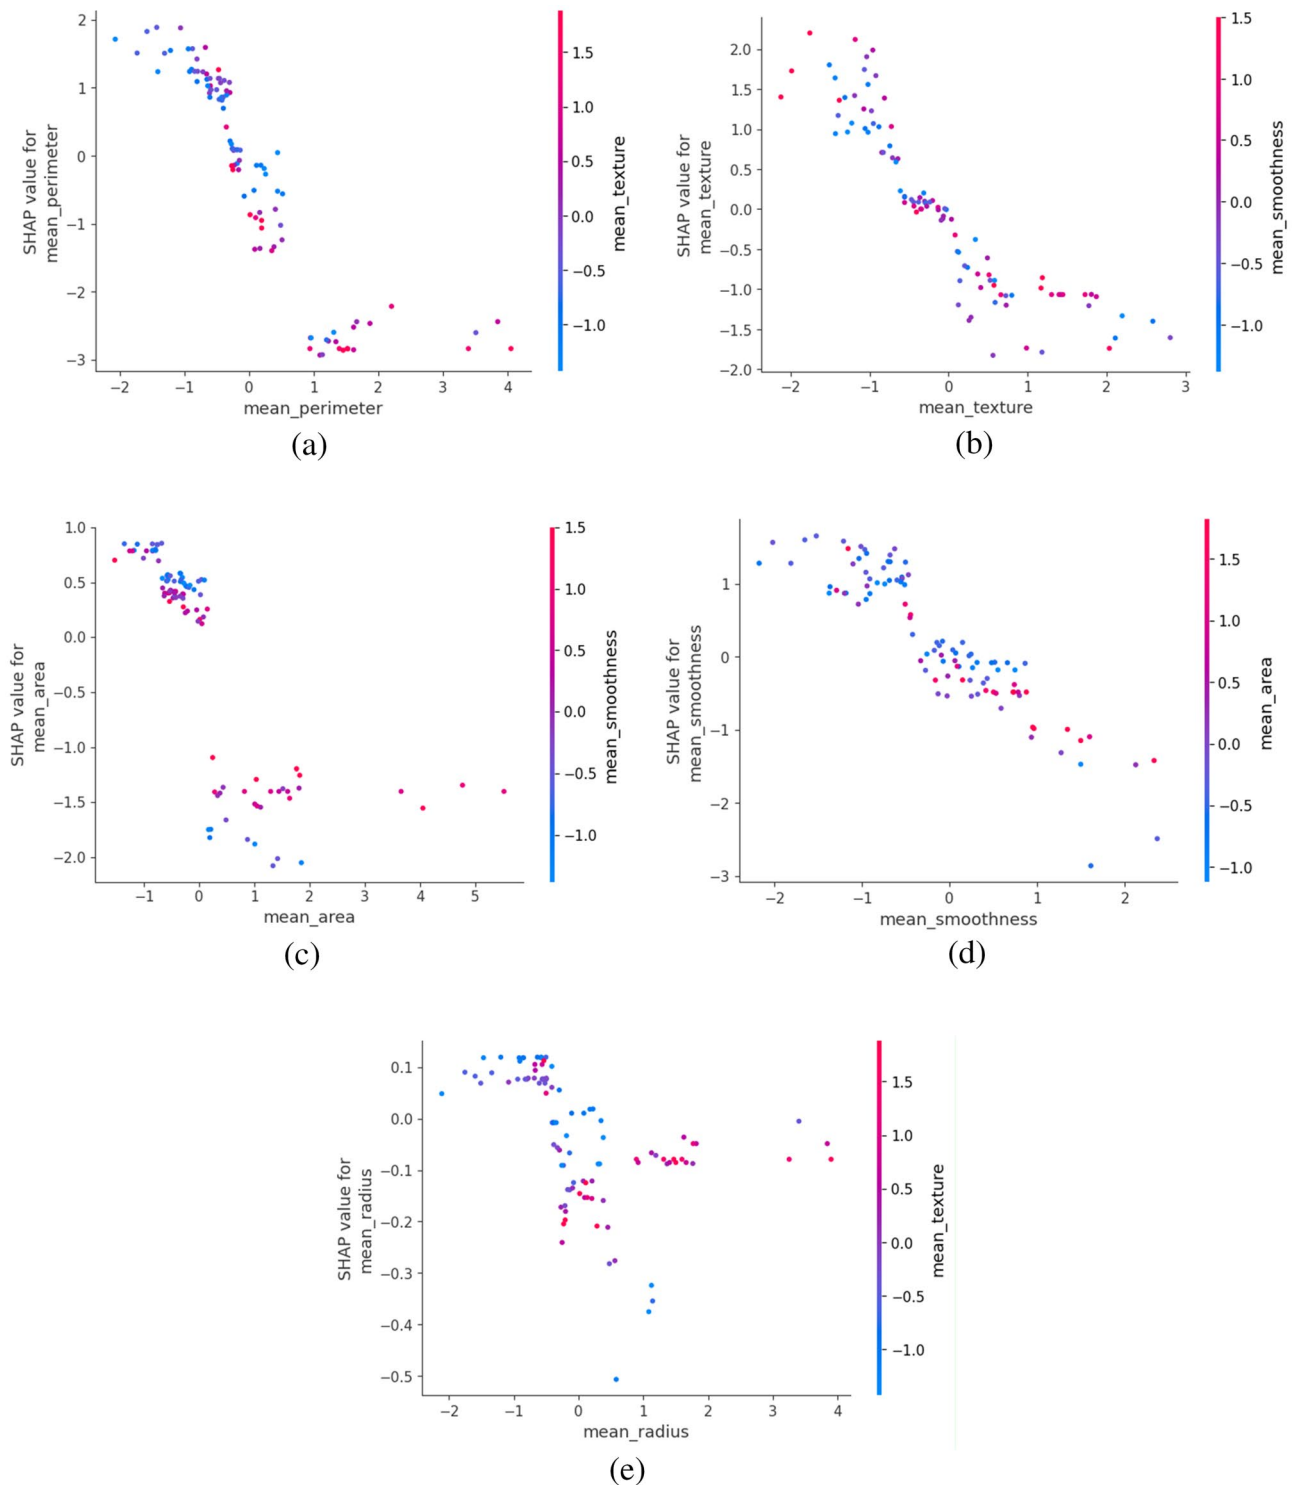 2
1
0
−1
−2
−3
SHAP value for
mean_perimeter
−2 −1 0 1 2 3 4
mean_perimeter
1.5
1.0
0.5
0.0
−0.5
−1.0
mean_texture
(a)
2.0
1.5
1.0
0.5
0.0
−0.5
−1.0
−1.5
−2.0
SHAP value for
mean_texture
−2 −1 0 1 2 3
mean_texture
1.5
1.0
0.5
0.0
−0.5
−1.0
mean_smoothness
(b)
1.0
0.5
0.0
−0.5
−1.0
−1.5
−2.0
SHAP value for
mean_area
−1 0 1 2 3 4 5
mean_area
1.5
1.0
0.5
0.0
−0.5
−1.0
mean_smoothness
(c)
1
0
−1
−2
−3
SHAP value for
mean_smoothness
−2 −1 0 1 2
mean_smoothness
1.5
1.0
0.5
0.0
−0.5
−1.0
mean_area
(d)
0.1
0.0
−0.1
−0.2
−0.3
−0.4
−0.5
SHAP value for
mean_radius
−2 −1 0 1 2 3 4
mean_radius
1.5
1.0
0.5
0.0
−0.5
−1.0
mean_texture
(e)